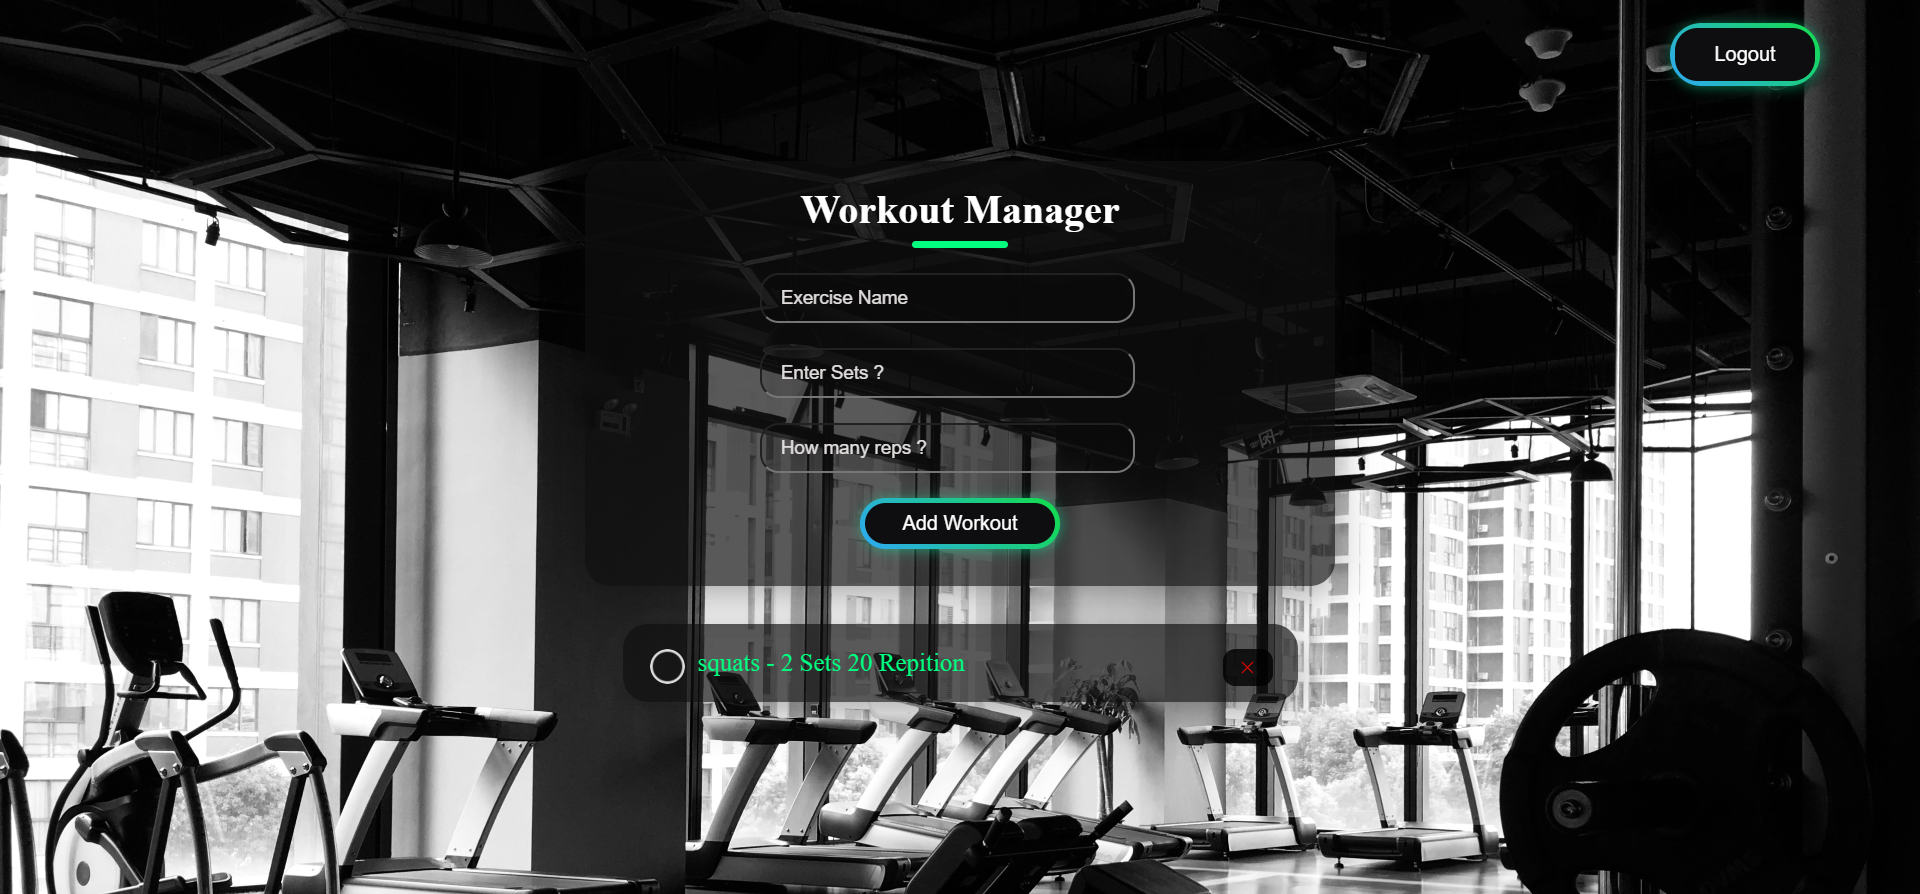 Logout
Workout Manager
Exercise Name
Enter Sets ?
How many reps ?
Add Workout
squats - 2 Sets 20 Repition